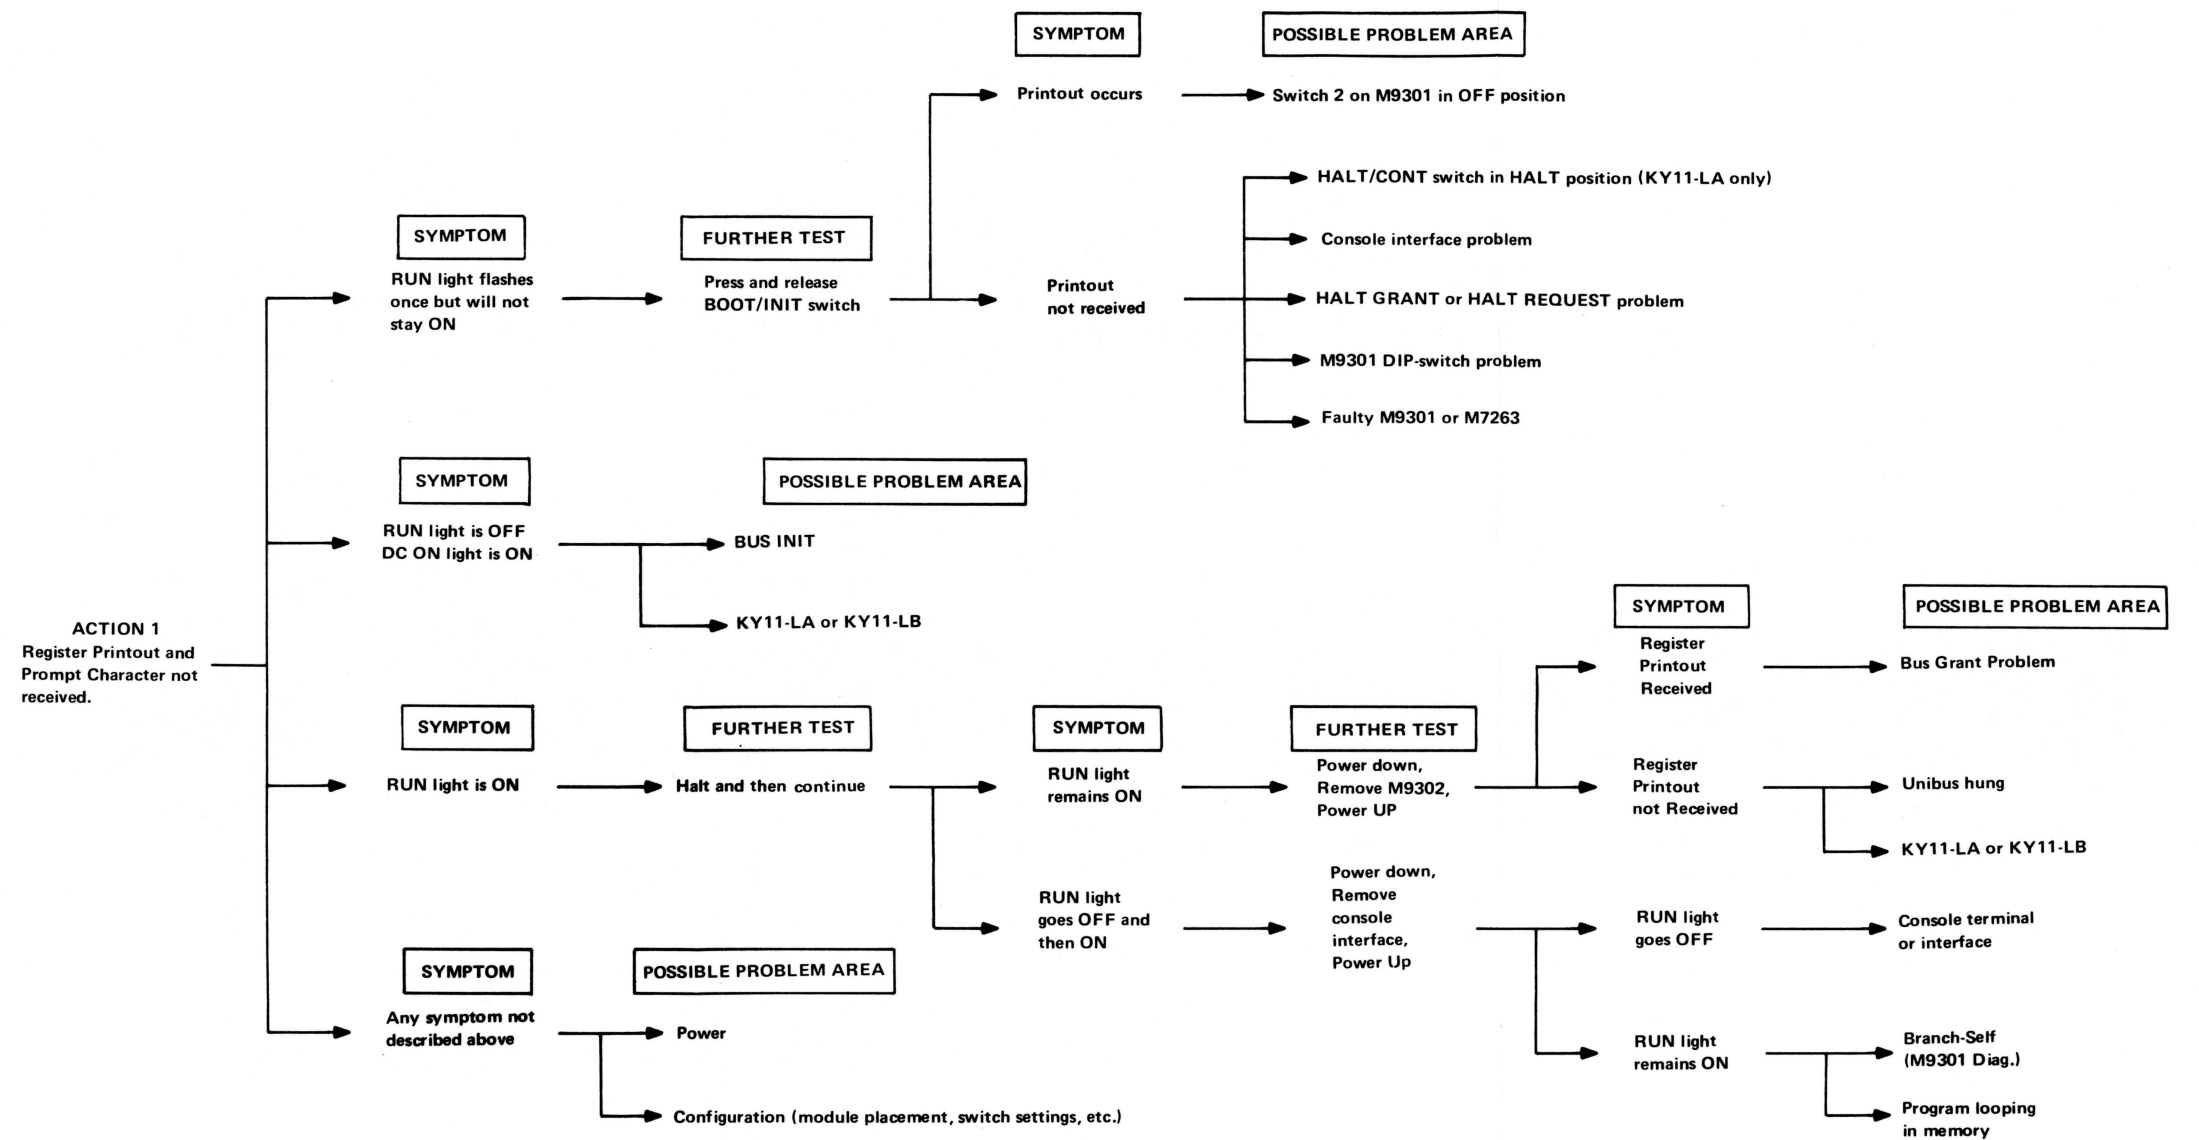 SYMPTOM
POSSIBLE PROBLEM AREA
Printout occurs
Switch 2 on M9301 in OFF position
HALT/CONT switch in HALT position (KY11-LA only)
SYMPTOM
FURTHER TEST
Console interface problem
RUN light flashes
once but will not
stay ON
Press and release
BOOT/INIT switch
Printout
not received
HALT GRANT or HALT REQUEST problem
M9301 DIP-switch problem
Faulty M9301 or M7263
SYMPTOM
POSSIBLE PROBLEM AREA
RUN light is OFF
DC ON light is ON
BUS INIT
KY11-LA or KY11-LB
ACTION 1
Register Printout and
Prompt Character not
received.
SYMPTOM
POSSIBLE PROBLEM AREA
Register
Printout
Received
Bus Grant Problem
SYMPTOM
FURTHER TEST
SYMPTOM
FURTHER TEST
RUN light is ON
Halt and then continue
RUN light
remains ON
Power down,
Remove M9302,
Power UP
Register
Printout
not Received
Unibus hung
KY11-LA or KY11-LB
RUN light
goes OFF and
then ON
Power down,
Remove
console
interface,
Power Up
RUN light
goes OFF
Console terminal
or interface
SYMPTOM
POSSIBLE PROBLEM AREA
Any symptom not
described above
Power
Configuration (module placement, switch settings, etc.)
RUN light
remains ON
Branch-Self
(M9301 Diag.)
Program looping
in memory